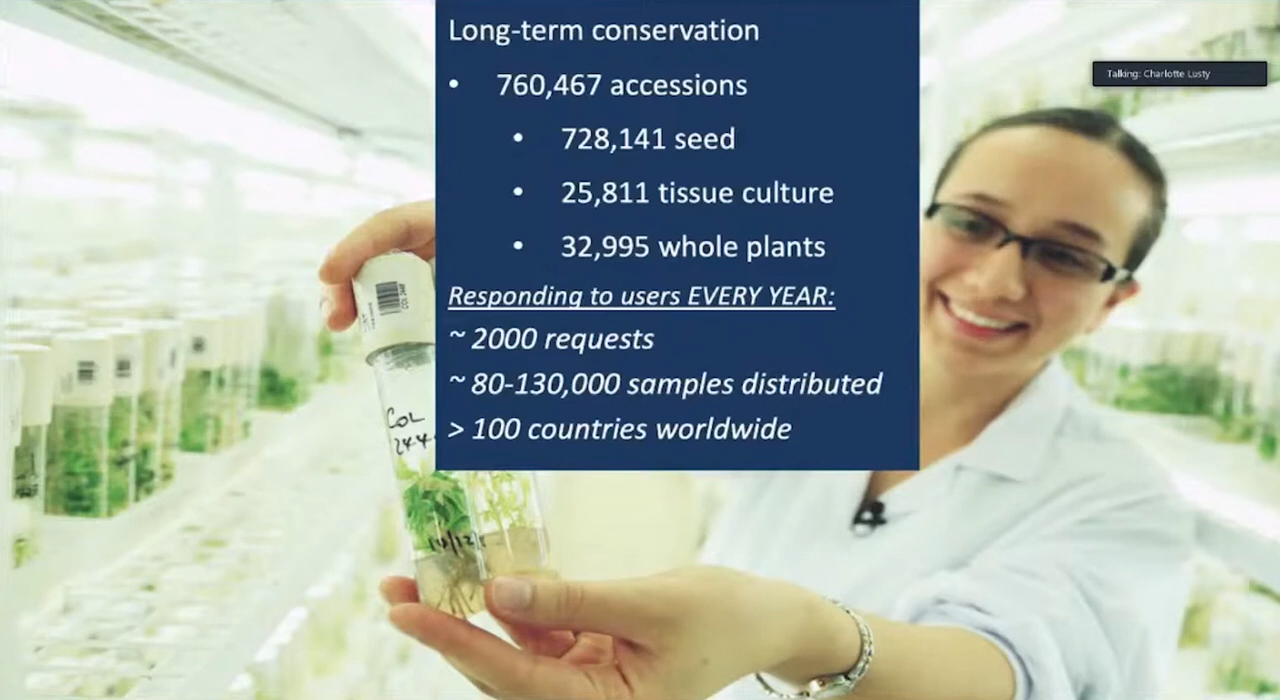 Long-term conservation
• 760,467 accessions
• 728,141 seed
• 25,811 tissue culture
• 32,995 whole plants
Responding to users EVERY YEAR:
~ 2000 requests
~ 80-130,000 samples distributed
> 100 countries worldwide
Talking: Charlotte Lusty
COL
244